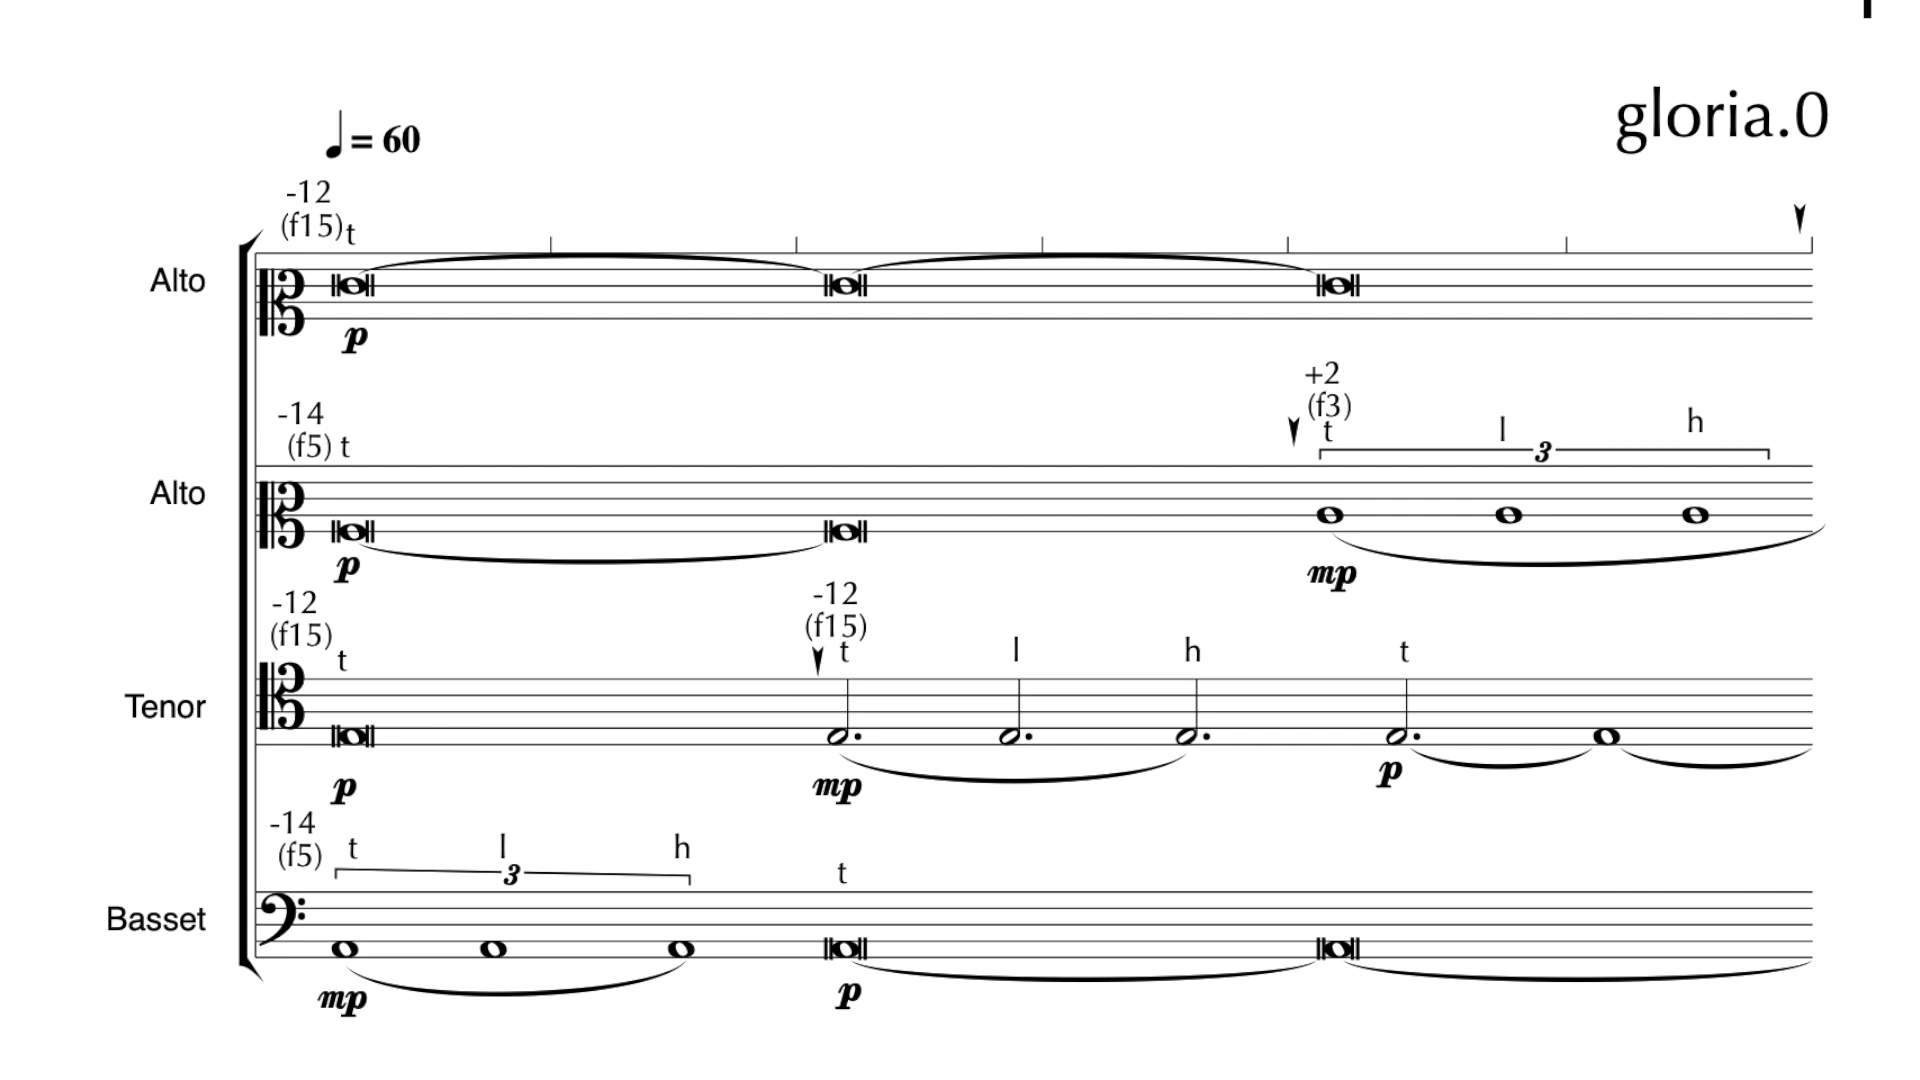 gloria.0
♩ = 60
-12
(f15) t
Alto
p
+2
(f3)
-14
(f5) t
t l h
3
Alto
p
mp
-12
(f15)
-12
(f15)
t
t l h t
Tenor
p
mp
p
-14
(f5)
t l h
3
t
Basset
mp
p